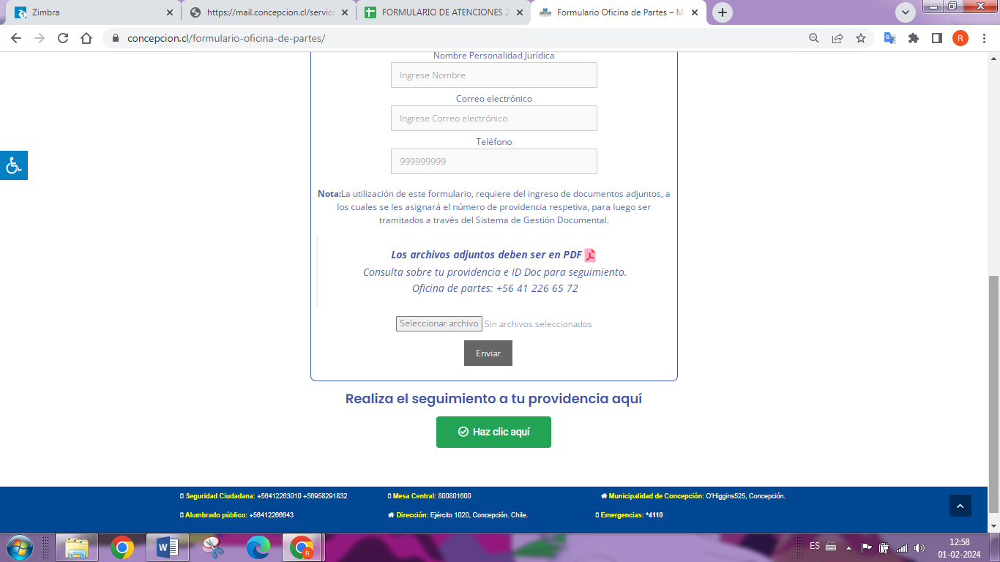 Zimbra
https://mail.concepcion.cl/service
FORMULARIO DE ATENCIONES 2
Formulario Oficina de Partes – M
R
concepcion.cl/formulario-oficina-de-partes/
Nombre Personalidad Jurídica
Ingrese Nombre
Correo electrónico
Ingrese Correo electrónico
Teléfono
999999999
Nota:La utilización de este formulario, requiere del ingreso de documentos adjuntos, a
los cuales se les asignará el número de providencia respetiva, para luego ser
tramitados a través del Sistema de Gestión Documental.
Los archivos adjuntos deben ser en PDF
Consulta sobre tu providencia e ID Doc para seguimiento.
Oficina de partes: +56 41 226 65 72
Seleccionar archivo Sin archivos seleccionados
Enviar
Realiza el seguimiento a tu providencia aquí
Haz clic aquí
Seguridad Ciudadana: +56412263010 +56958291832
Mesa Central: 800801600
Municipalidad de Concepción: O'Higgins525, Concepción.
Alumbrado público: +56412266643
Dirección: Ejército 1020, Concepción. Chile.
Emergencias: *4110
ES
12:58
01-02-2024